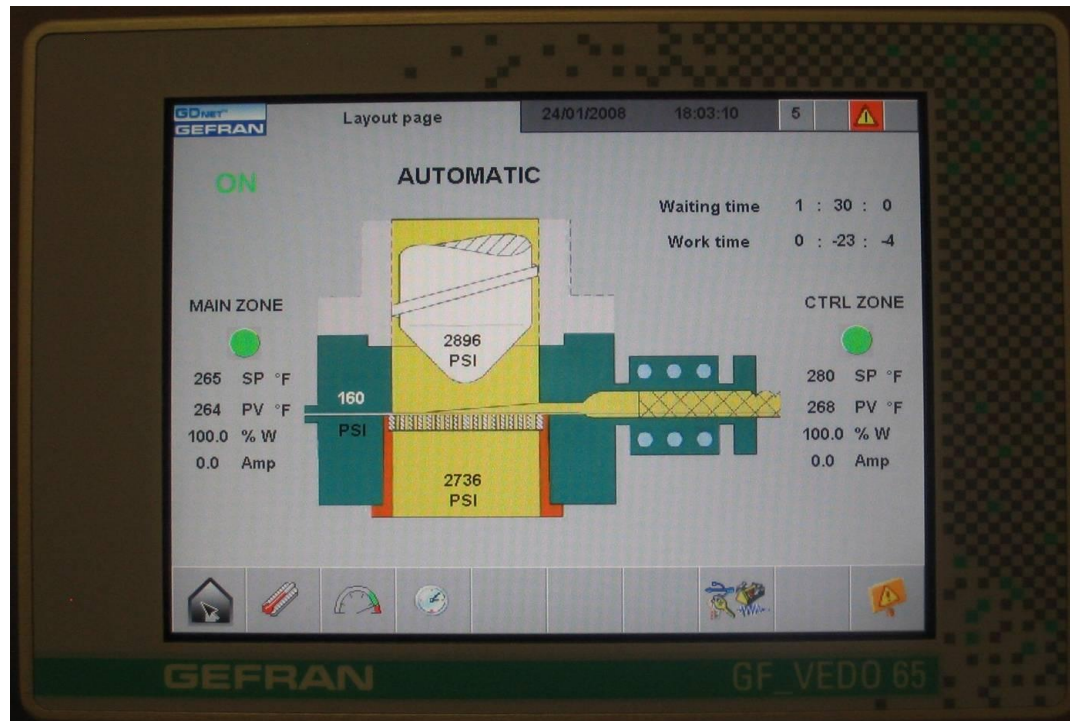 GDNET™
GEFRAN
Layout page
24/01/2008 18:03:10 5
ON
AUTOMATIC
Waiting time 1 : 30 : 0
Work time 0 : -23 : -4
MAIN ZONE
265 SP °F
264 PV °F
100.0 % W
0.0 Amp
2896
PSI
160
PSI
2736
PSI
CTRL ZONE
280 SP °F
268 PV °F
100.0 % W
0.0 Amp
GEFRAN
GF_VEDO 65